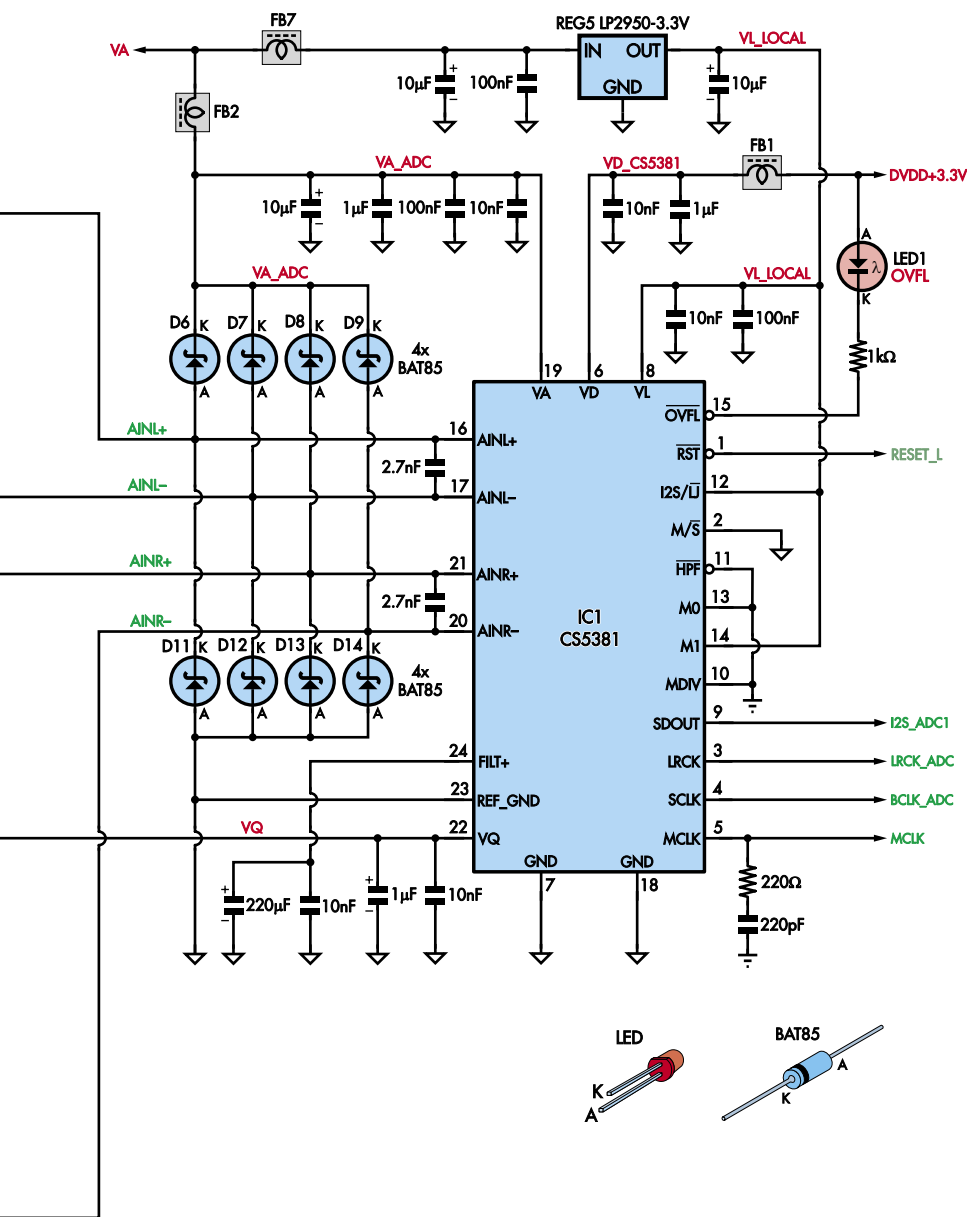 FB7
REG5 LP2950-3.3V
VA
IN OUT
GND
VL_LOCAL
10µF
+
–
100nF
10µF
+
–
FB2
VA_ADC
VD_CS5381
FB1
DVDD+3.3V
10µF
+
–
1µF
100nF
10nF
10nF
1µF
A
LED1
OVFL
λ
K
VA_ADC
VL_LOCAL
10nF
100nF
D6 K
D7 K
D8 K
D9 K
4x
BAT85
A
A
A
A
1kΩ
19
6
8
VA
VD
VL
OVFL
15
AINL+
16
AINL+
RST
1
RESET_L
2.7nF
AINL–
17
AINL–
I2S/LJ
12
M/S
2
AINR+
21
AINR+
HPF
11
2.7nF
IC1
CS5381
M0
13
AINR–
20
AINR–
M1
14
D11 K
D12 K
D13 K
D14 K
4x
BAT85
A
A
A
A
MDIV
10
SDOUT
9
I2S_ADC1
24
FILT+
LRCK
3
LRCK_ADC
23
REF_GND
SCLK
4
BCLK_ADC
VQ
22
VQ
MCLK
5
MCLK
GND
GND
7
18
+
220µF
–
10nF
+
1µF
–
10nF
220Ω
220pF
LED
K
A
BAT85
A
K